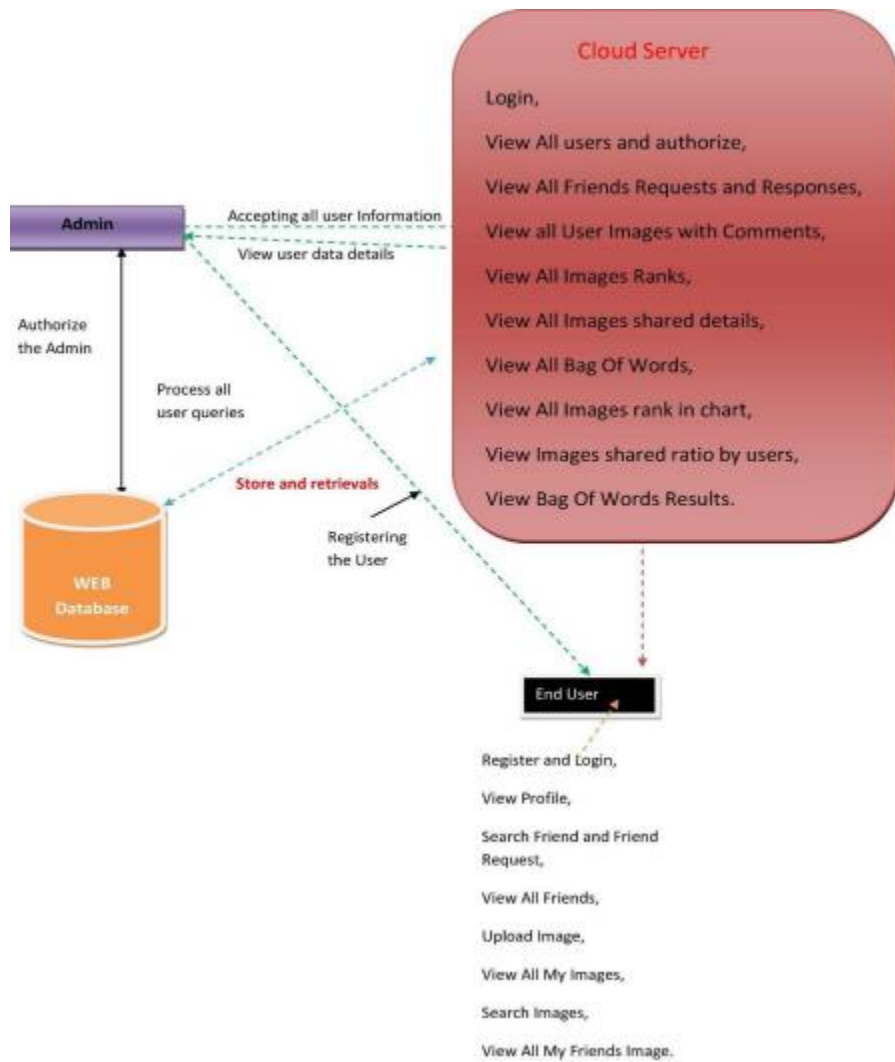 Cloud Server
Login,
View All users and authorize,
View All Friends Requests and Responses,
View all User Images with Comments,
View All Images Ranks,
View All Images shared details,
View All Bag Of Words,
View All Images rank in chart,
View Images shared ratio by users,
View Bag Of Words Results.
Admin
Accepting all user Information
View user data details
Authorize
the Admin
Process all
user queries
Store and retrievals
Registering
the User
WEB
Database
End User
Register and Login,
View Profile,
Search Friend and Friend
Request,
View All Friends,
Upload Image,
View All My Images,
Search Images,
View All My Friends Image.